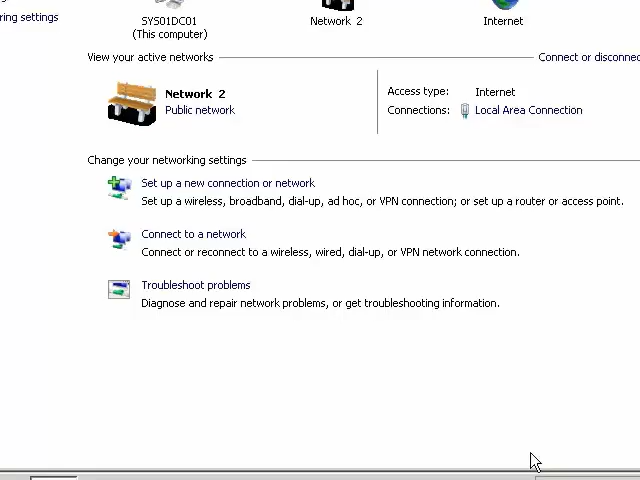 ring settings
SYS01DC01
(This computer)
Network 2
Internet
View your active networks
Connect or disconnec
Network 2
Public network
Access type: Internet
Connections: Local Area Connection
Change your networking settings
Set up a new connection or network
Set up a wireless, broadband, dial-up, ad hoc, or VPN connection; or set up a router or access point.
Connect to a network
Connect or reconnect to a wireless, wired, dial-up, or VPN network connection.
Troubleshoot problems
Diagnose and repair network problems, or get troubleshooting information.